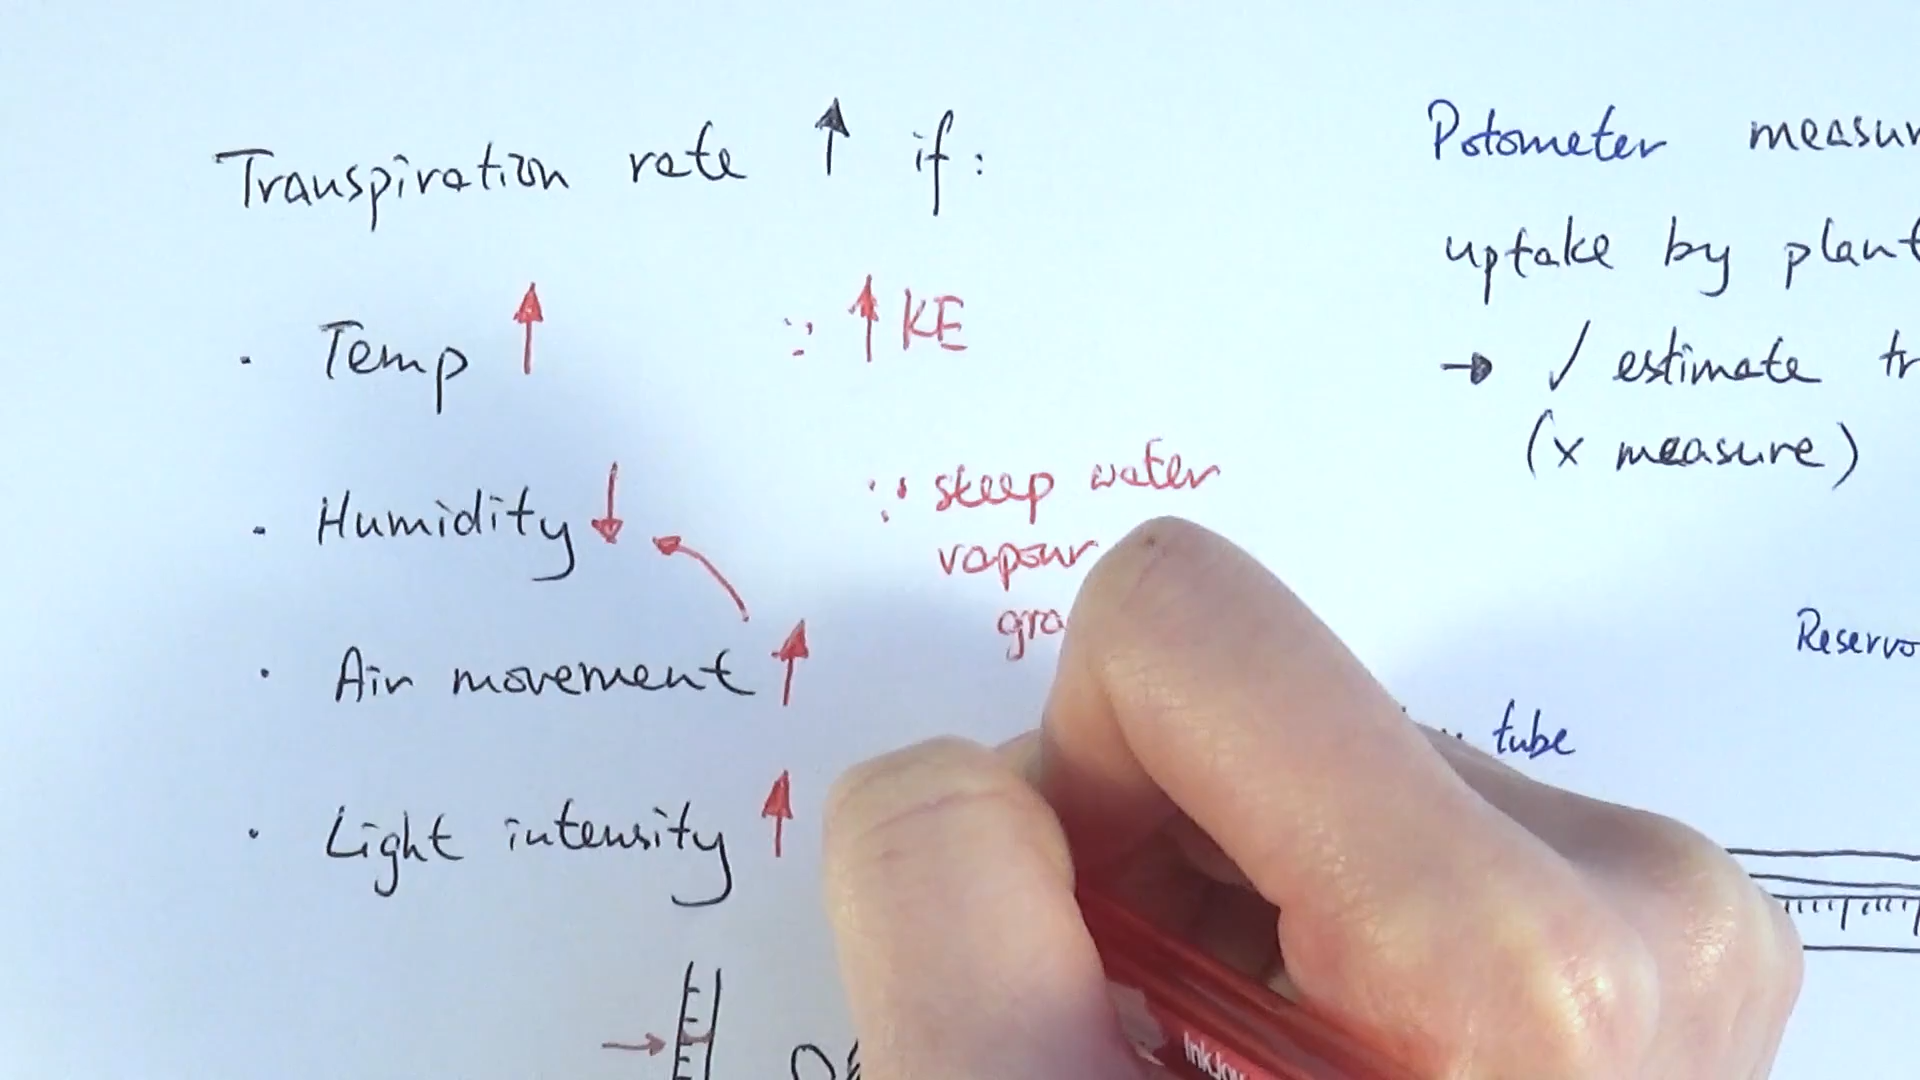 Transpiration rate ↑ if:
· Temp ↑ ∵ ↑ KE
· Humidity ↓ ∵ steep water
vapour
gra
· Air movement ↑
· Light intensity ↑
Potometer measur
uptake by plant
→ ✓ estimate tr
(x measure)
Reservo
tube
InkJoy